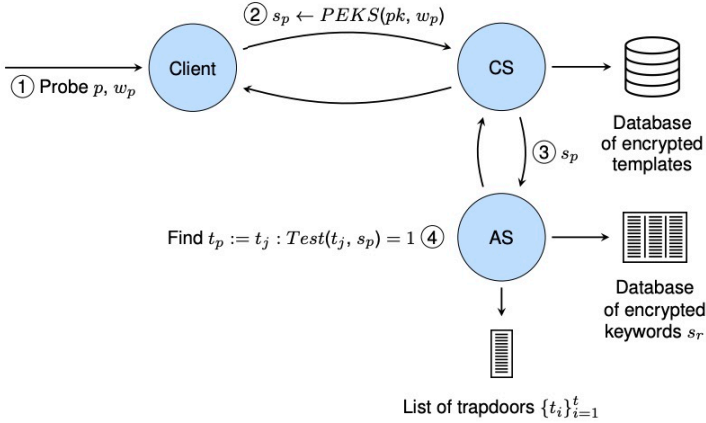 ② s_p ← PEKS(pk, w_p)
Client
CS
① Probe p, w_p
Database
of encrypted
templates
③ s_p
Find t_p := t_j : Test(t_j, s_p) = 1 ④
AS
Database
of encrypted
keywords s_r
List of trapdoors {t_i}_{i=1}^t